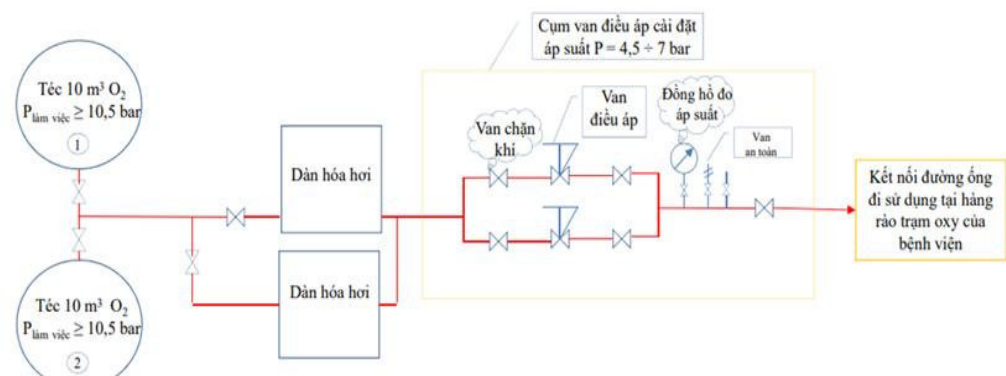 Cụm van điều áp cài đặt
áp suất P = 4,5 ÷ 7 bar
Téc 10 m³ O₂
Pₗàm việc ≥ 10,5 bar
1
Dàn hóa hơi
Van chặn
khi
Van
điều áp
Đồng hồ đo
áp suất
Van
an toàn
Kết nối đường ống
đi sử dụng tại hàng
rào trạm oxy của
bệnh viện
Dàn hóa hơi
Téc 10 m³ O₂
Pₗàm việc ≥ 10,5 bar
2